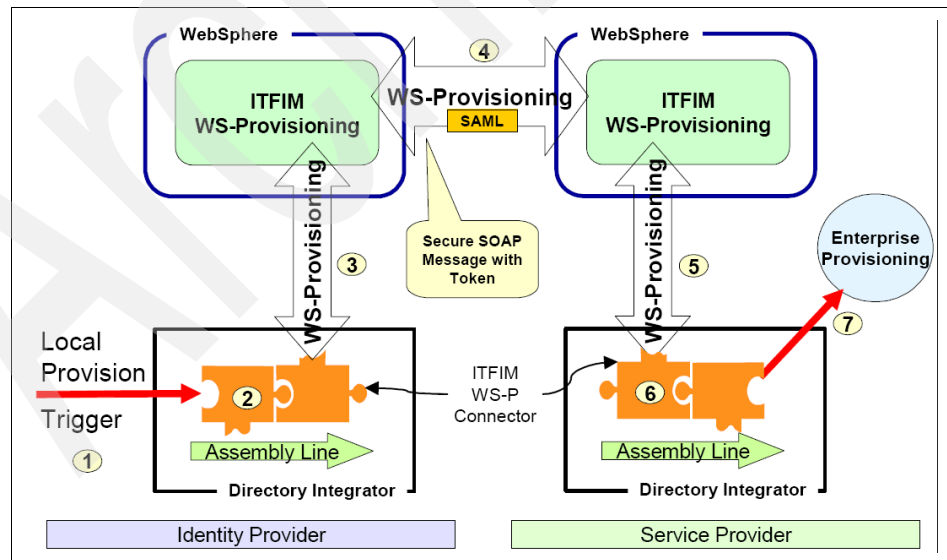 WebSphere
ITFIM
WS-Provisioning
4
WS-Provisioning
SAML
WebSphere
ITFIM
WS-Provisioning
WS-Provisioning
3
Secure SOAP
Message with
Token
WS-Provisioning
5
Enterprise
Provisioning
7
Local
Provision
Trigger
1
2
ITFIM
WS-P
Connector
6
Assembly Line
Directory Integrator
Assembly Line
Directory Integrator
Identity Provider
Service Provider